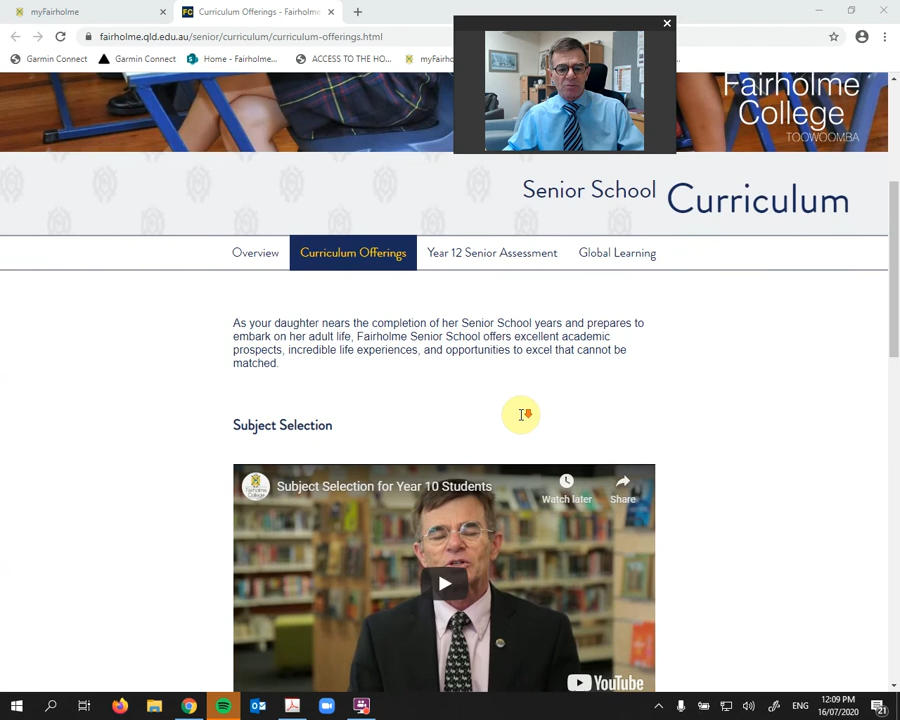 myFairholme
Curriculum Offerings - Fairholme
fairholme.qld.edu.au/senior/curriculum/curriculum-offerings.html
Garmin Connect
Garmin Connect
Home - Fairholme...
ACCESS TO THE HO...
Fairholme
College
TOOWOOMBA
Senior School Curriculum
Overview
Curriculum Offerings
Year 12 Senior Assessment
Global Learning
As your daughter nears the completion of her Senior School years and prepares to
embark on her adult life, Fairholme Senior School offers excellent academic
prospects, incredible life experiences, and opportunities to excel that cannot be
matched.
Subject Selection
Subject Selection for Year 10 Students
Watch later
Share
YouTube
ENG
12:09 PM
16/07/2020
21